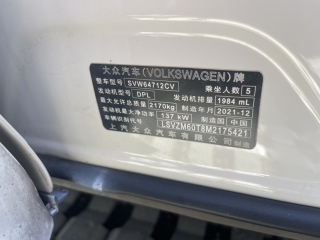 大众汽车(VOLKSWAGEN)牌
整车型号 SVW64712CV 乘坐人数 5
发动机型号 DPL 发动机排量 1984 mL
最大允许总质量 2170kg 制造年月 2021-12
发动机最大净功率 137 kW 制造国 中国
车辆识别代号 LSVZM60T8M2175421
上汽大众汽车有限公司 制造